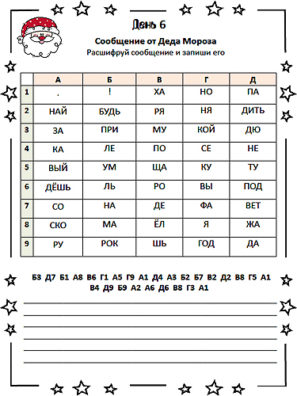 День 6
Сообщение от Деда Мороза
Расшифруй сообщение и запиши его
А Б В Г Д
1 . ! ХА НО ПА
2 НАЙ БУДЬ РЯ НЯ ДИТЬ
3 ЗА ПРИ МУ КОЙ ДЮ
4 КА ЛЕ ПО СЕ НЕ
5 ВЫЙ УМ ЩА КУ ТУ
6 ДЁШЬ ЛЬ РО ВЫ ПОД
7 СО НА ДЕ ФА ВЕТ
8 СКО МА ЁЛ Я ЖА
9 РУ РОК ШЬ ГОД ДА
Б3 Д7 Б1 А8 В6 Г1 А5 Г9 А1 Д4 А3 Б2 Б7 В2 Д2 В8 Г5 А1
В4 Д9 Б9 А2 А6 Д6 В8 Г3 А1